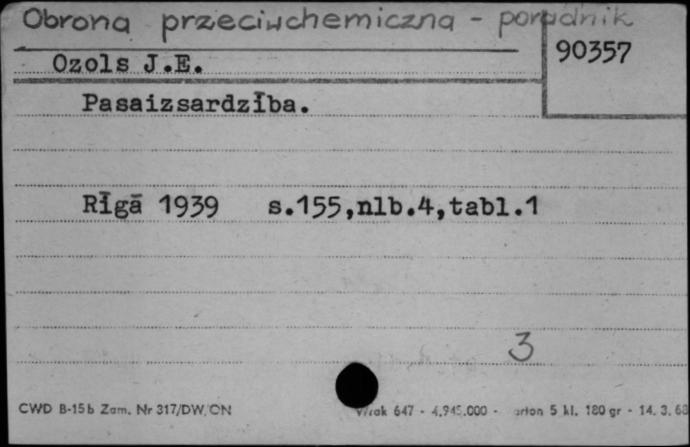 Obrona przeciwchemiczna - poradnik
90357
Ozols J.E.
Pasaizsardzība.
Rīgā 1939 s.155,nlb.4,tabl.1
3
CWD B-15b Zam. Nr 317/DW/CN 647 - 4.945.000 - 5 kl. 180 gr - 14. 3. 68